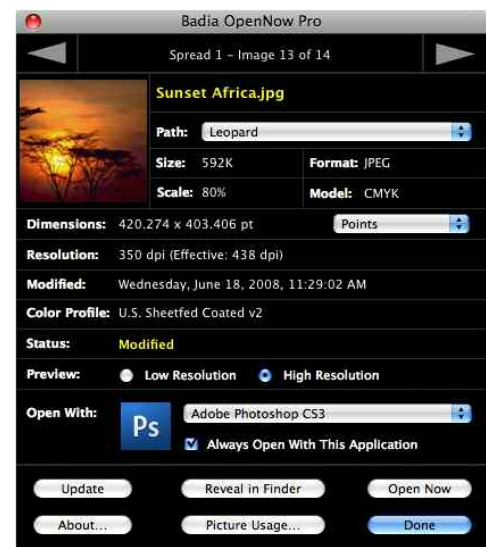 Badia OpenNow Pro
Spread 1 – Image 13 of 14
Sunset Africa.jpg
Path: Leopard
Size: 592K Format: JPEG
Scale: 80% Model: CMYK
Dimensions: 420.274 x 403.406 pt Points
Resolution: 350 dpi (Effective: 438 dpi)
Modified: Wednesday, June 18, 2008, 11:29:02 AM
Color Profile: U.S. Sheetfed Coated v2
Status: Modified
Preview: Low Resolution High Resolution
Open With: Ps Adobe Photoshop CS3
Always Open With This Application
Update Reveal in Finder Open Now
About... Picture Usage... Done